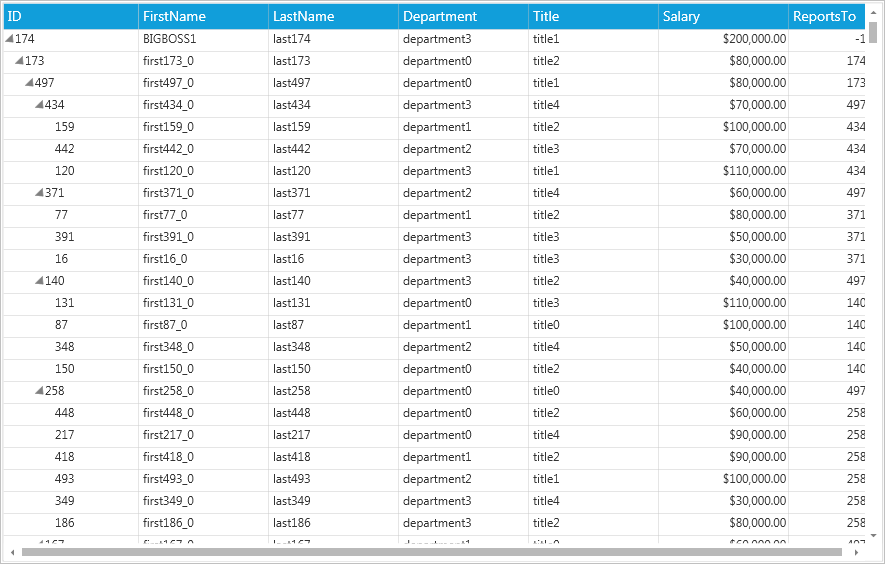 ID FirstName LastName Department Title Salary ReportsTo
174 BIGBOSS1 last174 department3 title1 $200,000.00 -1
173 first173_0 last173 department0 title2 $80,000.00 174
497 first497_0 last497 department0 title1 $80,000.00 173
434 first434_0 last434 department3 title4 $70,000.00 497
159 first159_0 last159 department1 title2 $100,000.00 434
442 first442_0 last442 department2 title3 $70,000.00 434
120 first120_0 last120 department3 title1 $110,000.00 434
371 first371_0 last371 department2 title4 $60,000.00 497
77 first77_0 last77 department1 title2 $80,000.00 371
391 first391_0 last391 department3 title3 $50,000.00 371
16 first16_0 last16 department3 title3 $30,000.00 371
140 first140_0 last140 department3 title2 $40,000.00 497
131 first131_0 last131 department0 title3 $110,000.00 140
87 first87_0 last87 department1 title0 $100,000.00 140
348 first348_0 last348 department2 title4 $50,000.00 140
150 first150_0 last150 department0 title2 $40,000.00 140
258 first258_0 last258 department0 title0 $40,000.00 497
448 first448_0 last448 department0 title2 $60,000.00 258
217 first217_0 last217 department0 title4 $90,000.00 258
418 first418_0 last418 department1 title2 $90,000.00 258
493 first493_0 last493 department2 title1 $100,000.00 258
349 first349_0 last349 department3 title4 $30,000.00 258
186 first186_0 last186 department3 title2 $80,000.00 258
167 first167_0 last167 department1 title0 $60,000.00 497